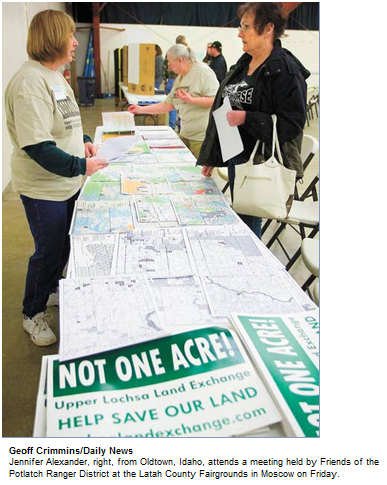 NOT ONE ACRE!
Upper Lochsa Land Exchange
HELP SAVE OUR LAND
landexchange.com
Geoff Crimmins/Daily News
Jennifer Alexander, right, from Oldtown, Idaho, attends a meeting held by Friends of the
Potlatch Ranger District at the Latah County Fairgrounds in Moscow on Friday.